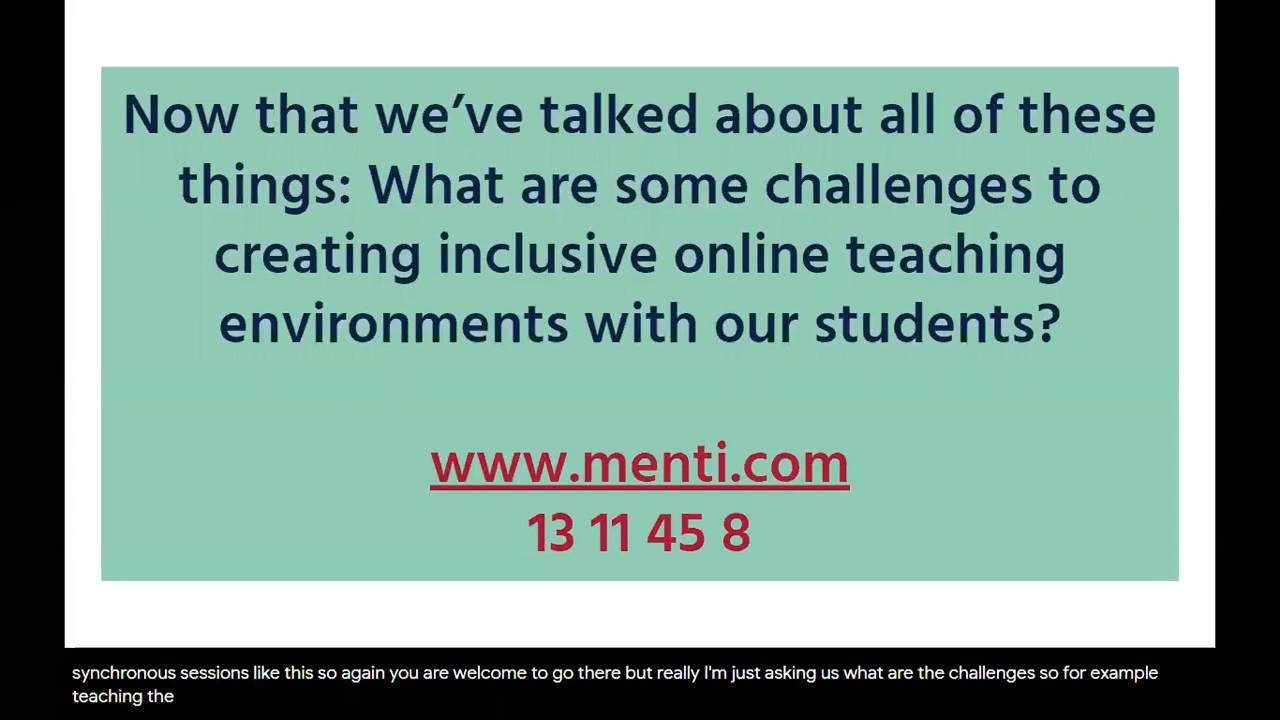 Now that we’ve talked about all of these
things: What are some challenges to
creating inclusive online teaching
environments with our students?
www.menti.com
13 11 45 8
synchronous sessions like this so again you are welcome to go there but really I'm just asking us what are the challenges so for example
teaching the